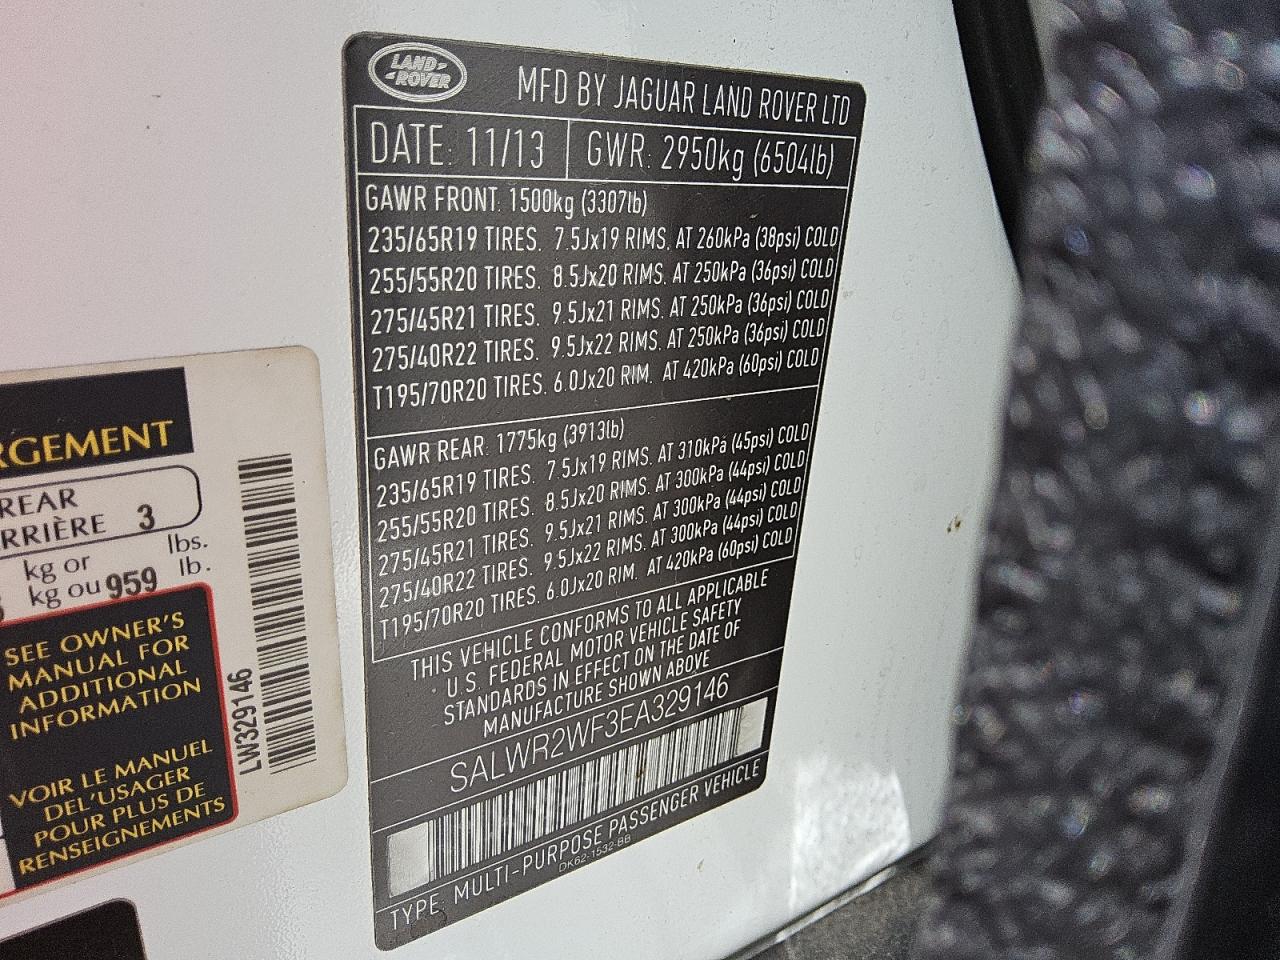 LAND-
-ROVER
MFD BY JAGUAR LAND ROVER LTD
DATE: 11/13
GWR: 2950kg (6504lb)
GAWR FRONT: 1500kg (3307lb)
235/65R19 TIRES. 7.5Jx19 RIMS. AT 260kPa (38psi) COLD
255/55R20 TIRES. 8.5Jx20 RIMS. AT 250kPa (36psi) COLD
275/45R21 TIRES. 9.5Jx21 RIMS. AT 250kPa (36psi) COLD
275/40R22 TIRES. 9.5Jx22 RIMS. AT 250kPa (36psi) COLD
T195/70R20 TIRES. 6.0Jx20 RIM. AT 420kPa (60psi) COLD
GAWR REAR: 1775kg (3913lb)
235/65R19 TIRES. 7.5Jx19 RIMS. AT 310kPa (45psi) COLD
255/55R20 TIRES. 8.5Jx20 RIMS. AT 300kPa (44psi) COLD
275/45R21 TIRES. 9.5Jx21 RIMS. AT 300kPa (44psi) COLD
275/40R22 TIRES. 9.5Jx22 RIMS. AT 300kPa (44psi) COLD
T195/70R20 TIRES. 6.0Jx20 RIM. AT 420kPa (60psi) COLD
THIS VEHICLE CONFORMS TO ALL APPLICABLE
U.S. FEDERAL MOTOR VEHICLE SAFETY
STANDARDS IN EFFECT ON THE DATE OF
MANUFACTURE SHOWN ABOVE
SALWR2WF3EA329146
TYPE: MULTI-PURPOSE PASSENGER VEHICLE
DK62-1532-BB
RGEMENT
REAR
RRIÈRE 3
kg or lbs.
kg ou 959 lb.
SEE OWNER'S
MANUAL FOR
ADDITIONAL
INFORMATION
VOIR LE MANUEL
DEL'USAGER
POUR PLUS DE
RENSEIGNEMENTS
LW329146